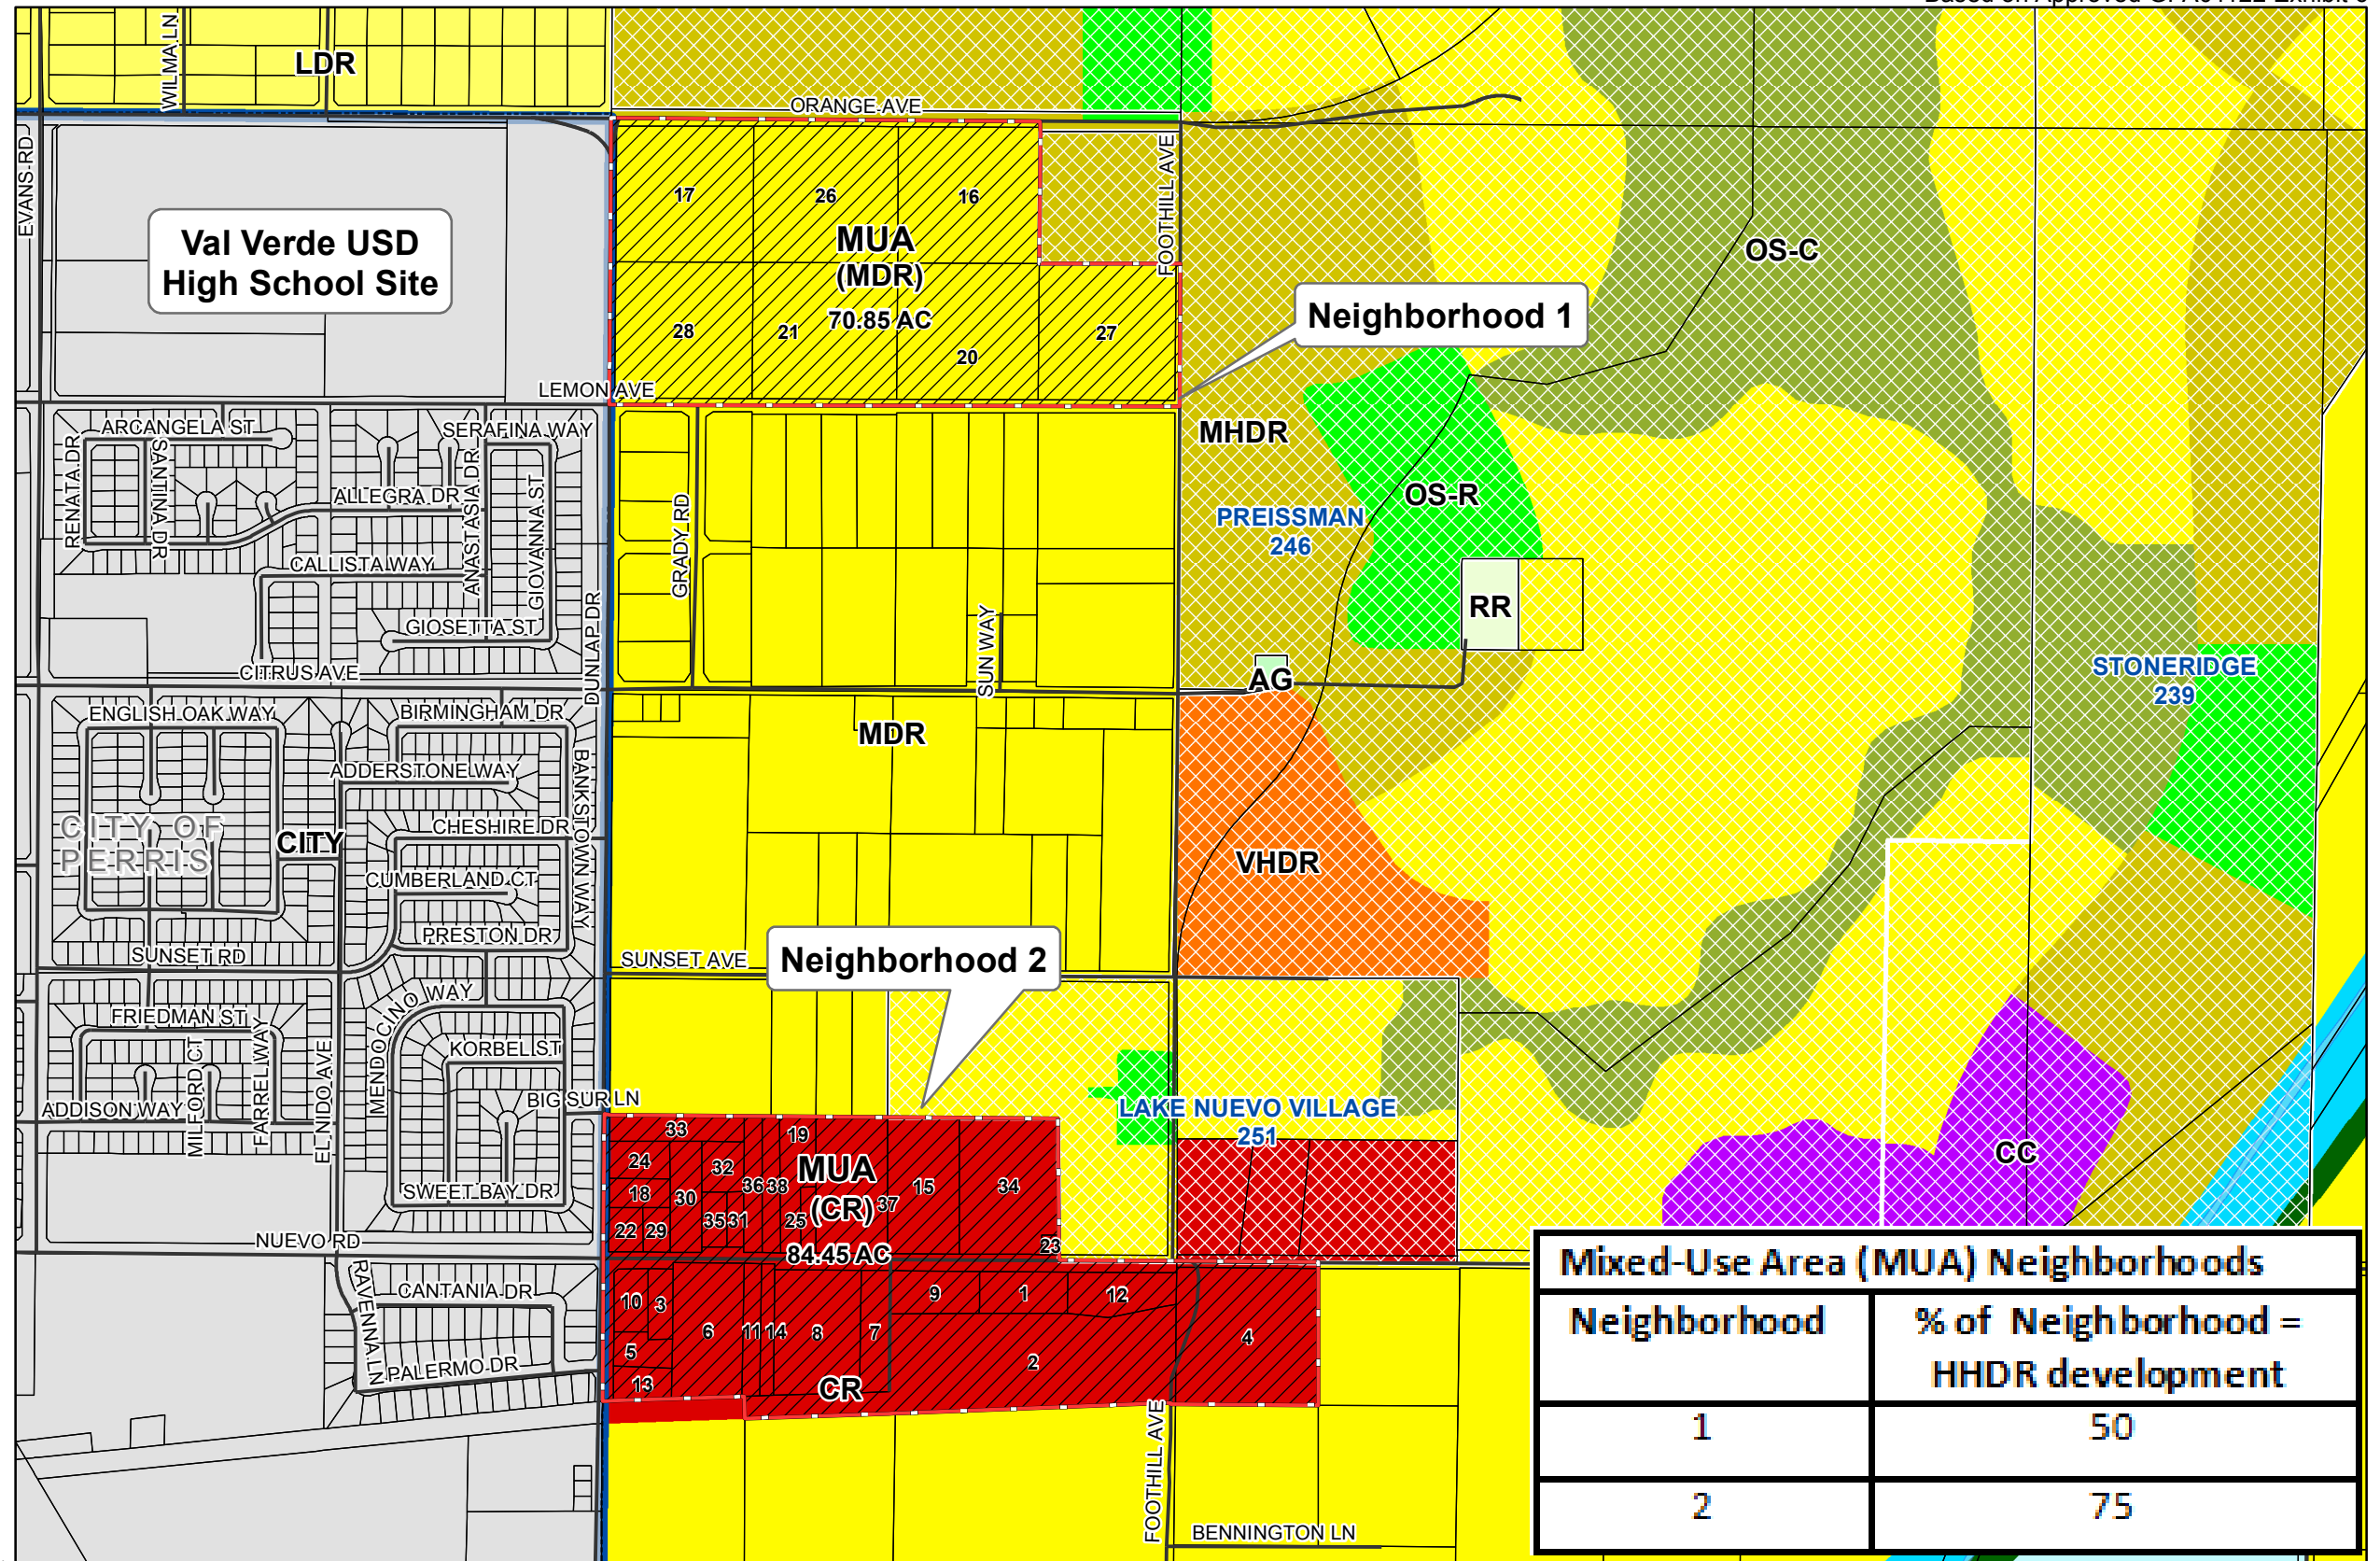 WILMA LN
LDR
ORANGE AVE
EVANS RD
Val Verde USD
High School Site
17
26
16
MUA
(MDR)
70.85 AC
28
21
20
27
FOOTHILL AVE
OS-C
Neighborhood 1
LEMON AVE
ARCANGELA ST
SERAFINA WAY
RENATA DR
SANTINA DR
ALLEGRA DR
ANASTASIA DR
GIOVANNA ST
CALLISTA WAY
GIOSETTA ST
CITRUS AVE
DUNLAP DR
GRADY RD
SUN WAY
MHDR
OS-R
PREISSMAN
246
RR
AG
STONERIDGE
239
ENGLISH OAK WAY
BIRMINGHAM DR
MDR
ADDERSTONE WAY
BANKSTOWN WAY
CITY OF
PERRIS
CITY
CHESHIRE DR
CUMBERLAND CT
VHDR
PRESTON DR
SUNSET RD
SUNSET AVE
Neighborhood 2
MENDOCINO WAY
FRIEDMAN ST
MILFORD CT
FARREL WAY
EL NIDO AVE
KORBEL ST
ADDISON WAY
BIG SUR LN
SWEET BAY DR
LAKE NUEVO VILLAGE
251
CC
33
19
24
32
MUA
18
30
36
38
(CR)
37
15
34
22
29
35
31
25
23
84.45 AC
NUEVO RD
RAVENNA LN
CANTANIA DR
PALERMO DR
10
3
9
1
12
6
11
14
8
7
5
2
4
13
CR
FOOTHILL AVE
BENNINGTON LN
Mixed-Use Area (MUA) Neighborhoods
Neighborhood
% of Neighborhood =
HHDR development
1
50
2
75